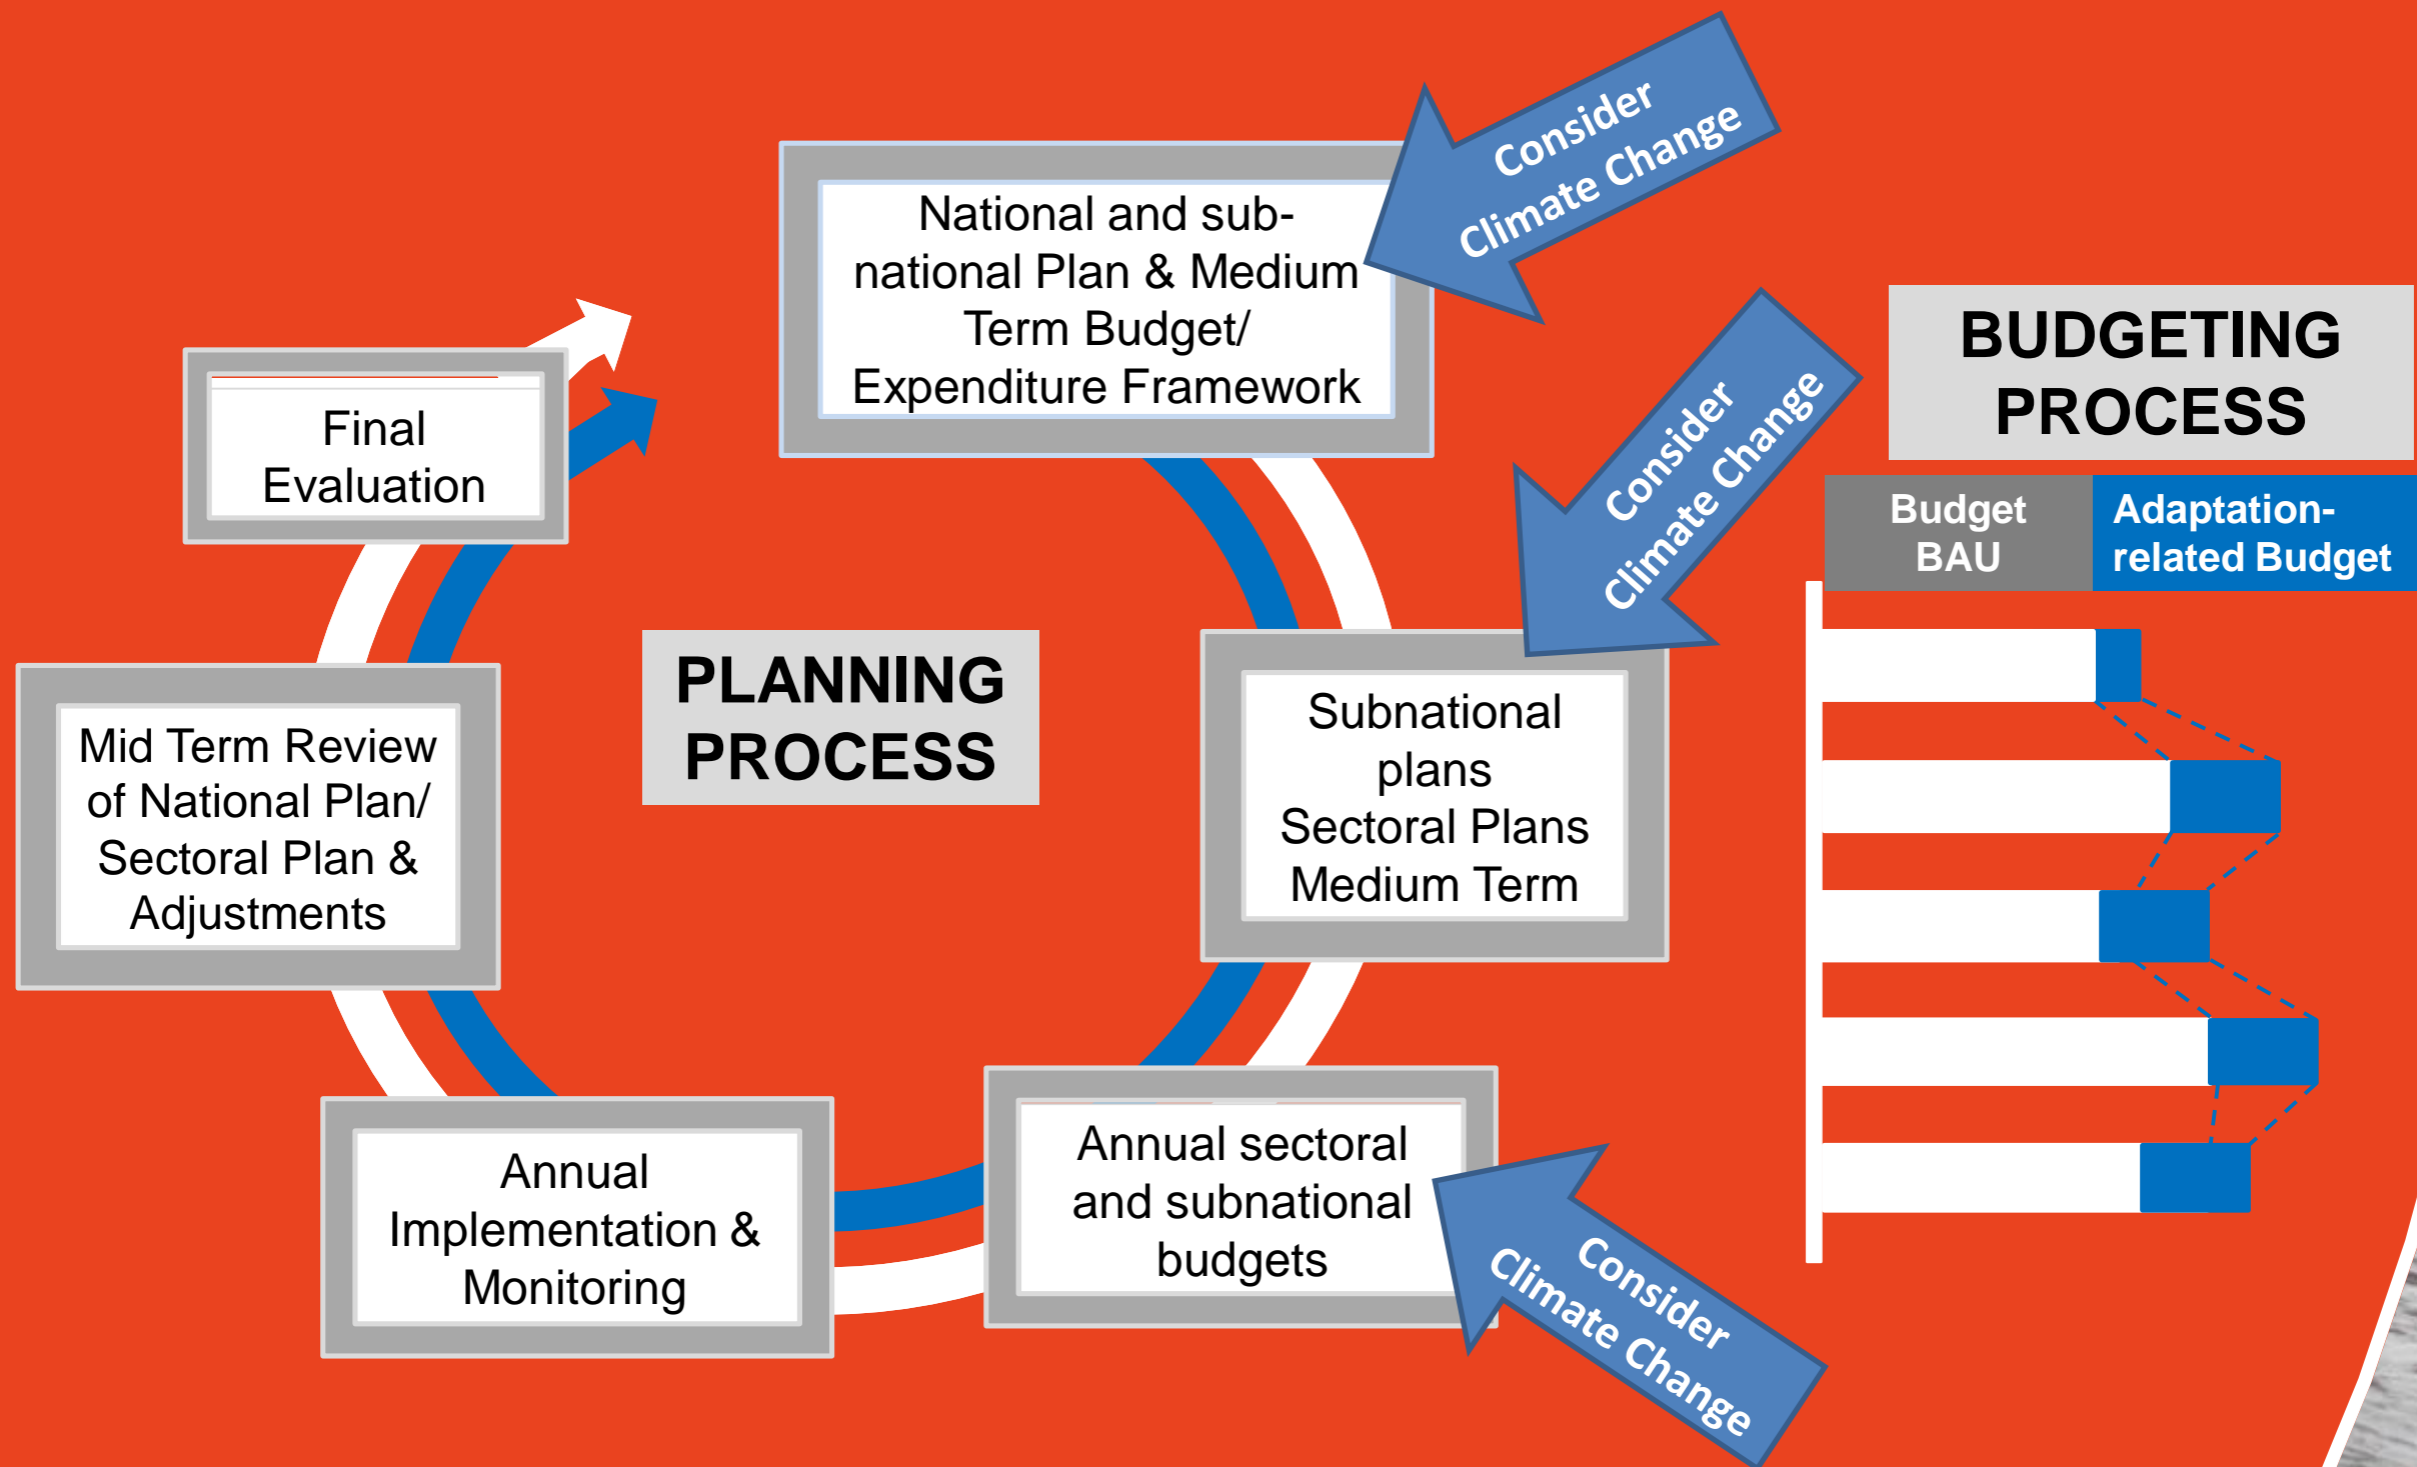 Consider
Climate Change
National and sub-
national Plan & Medium
Term Budget/
Expenditure Framework
Consider
Climate Change
BUDGETING
PROCESS
Budget
BAU
Adaptation-
related Budget
Final
Evaluation
PLANNING
PROCESS
Subnational
plans
Sectoral Plans
Medium Term
Mid Term Review
of National Plan/
Sectoral Plan &
Adjustments
Annual
Implementation &
Monitoring
Annual sectoral
and subnational
budgets
Consider
Climate Change